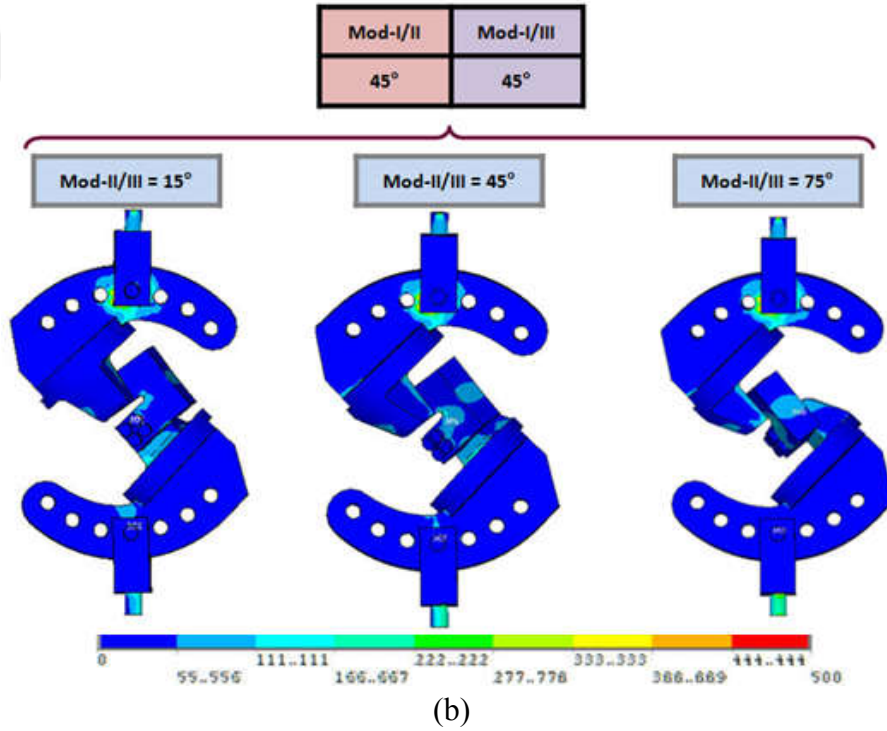 Mod-I/II Mod-I/III
45° 45°
Mod-II/III = 15° Mod-II/III = 45° Mod-II/III = 75°
0 111.111 222.222 333.333 444.444
55.556 166.667 277.778 388.889 500
(b)